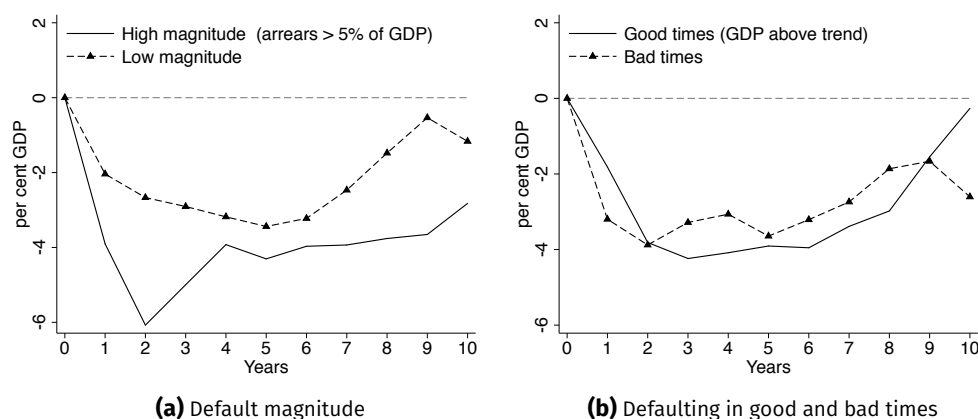 2
0
-2
-4
-6
per cent GDP
High magnitude (arrears > 5% of GDP)
Low magnitude
0 1 2 3 4 5 6 7 8 9 10
Years
(a) Default magnitude
2
0
-2
-4
-6
per cent GDP
Good times (GDP above trend)
Bad times
0 1 2 3 4 5 6 7 8 9 10
Years
(b) Defaulting in good and bad times